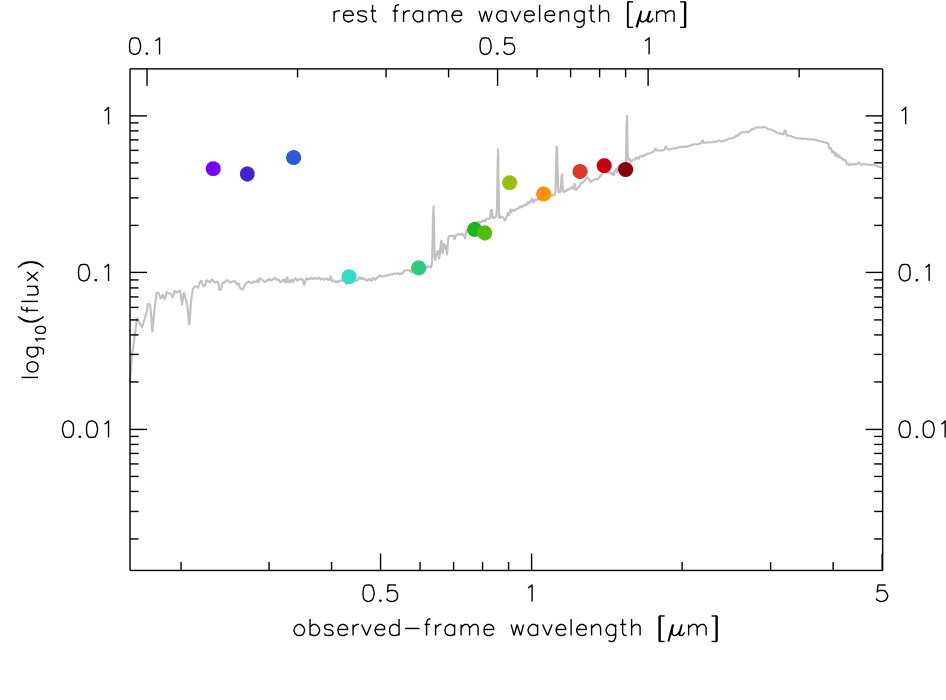 rest frame wavelength [μm]
0.1 0.5 1
1 1
0.1 0.1
0.01 0.01
log10(flux)
0.5 1 5
observed-frame wavelength [μm]